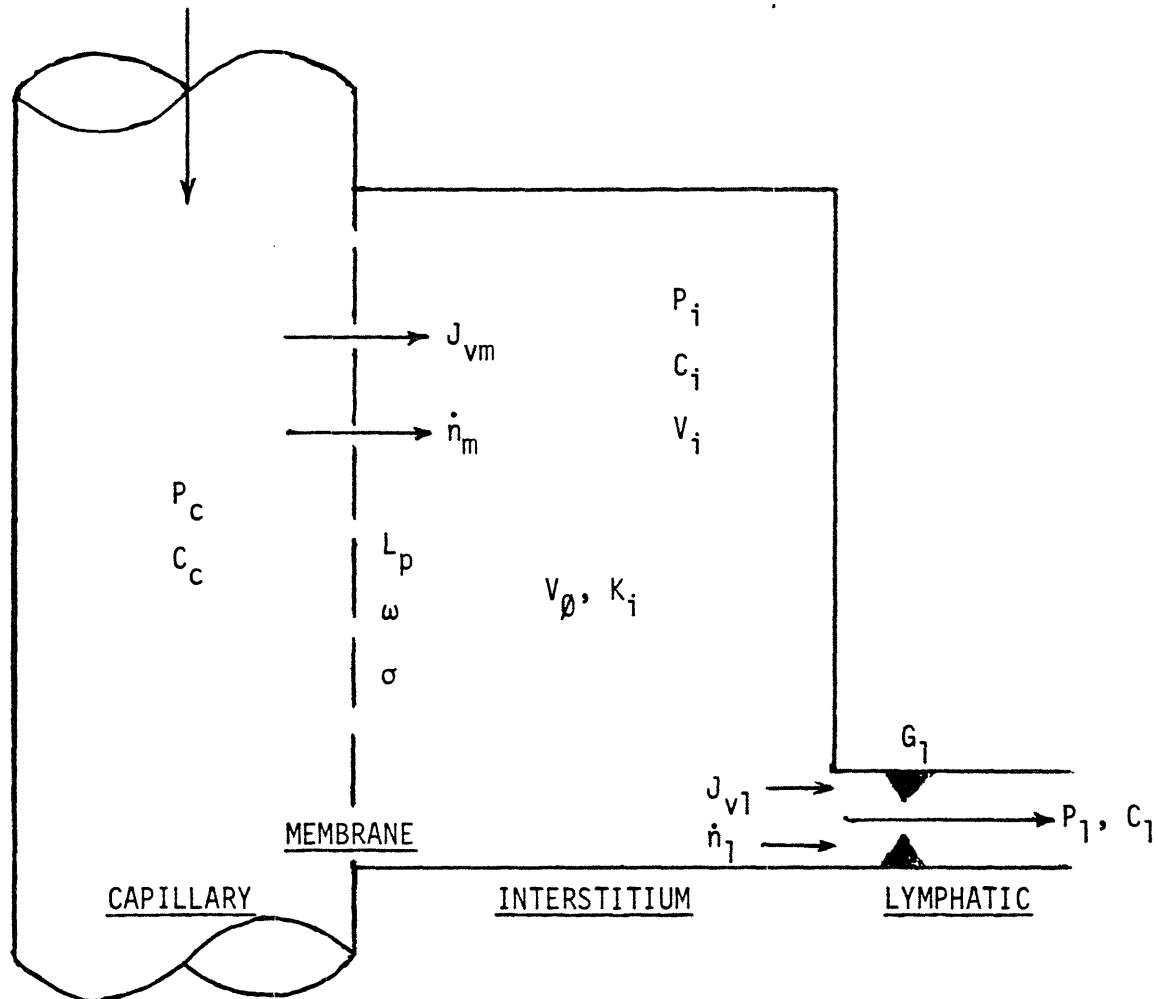 J_vm
ṅ_m
P_i
C_i
V_i
P_c
C_c
L_p
ω
σ
V_ø, K_i
G_l
J_vl
ṅ_l
P_l, C_l
MEMBRANE
CAPILLARY
INTERSTITIUM
LYMPHATIC